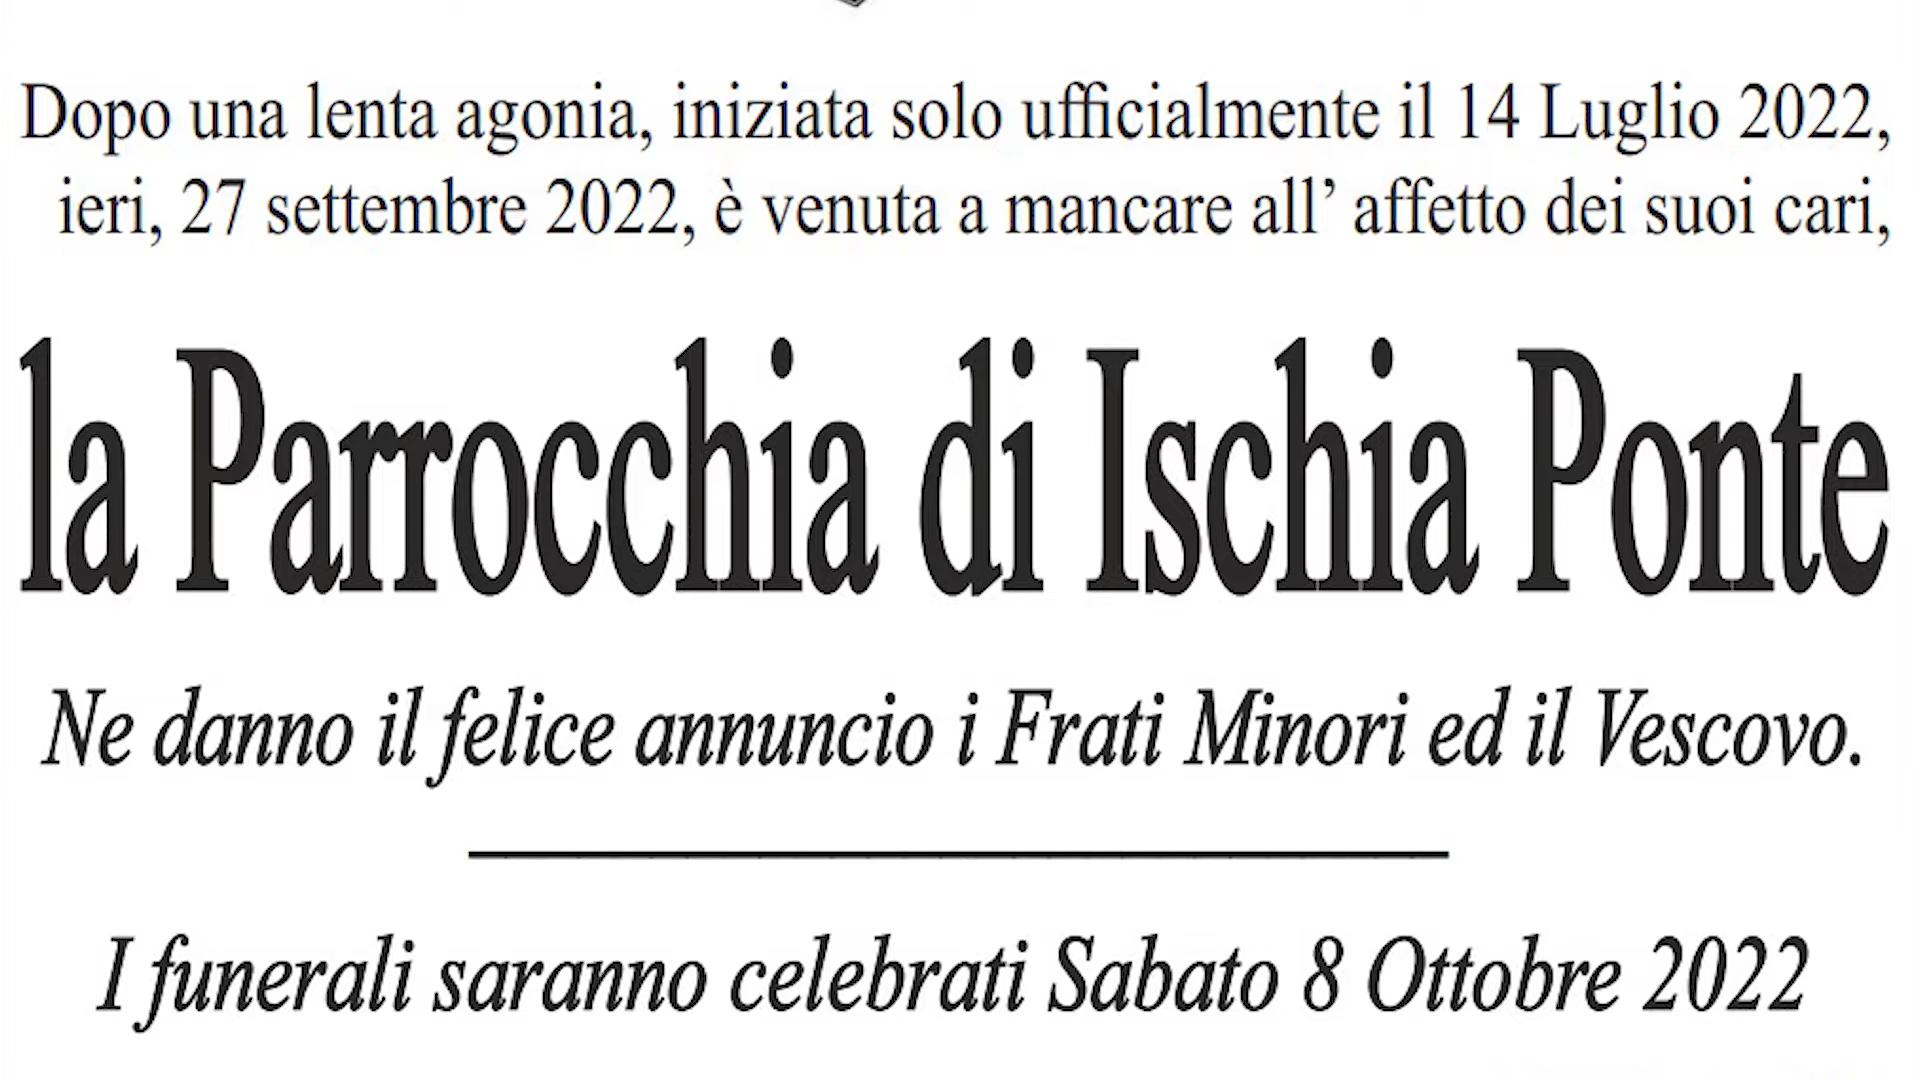 Dopo una lenta agonia, iniziata solo ufficialmente il 14 Luglio 2022,
ieri, 27 settembre 2022, è venuta a mancare all’ affetto dei suoi cari,
la Parrocchia di Ischia Ponte
Ne danno il felice annuncio i Frati Minori ed il Vescovo.
I funerali saranno celebrati Sabato 8 Ottobre 2022